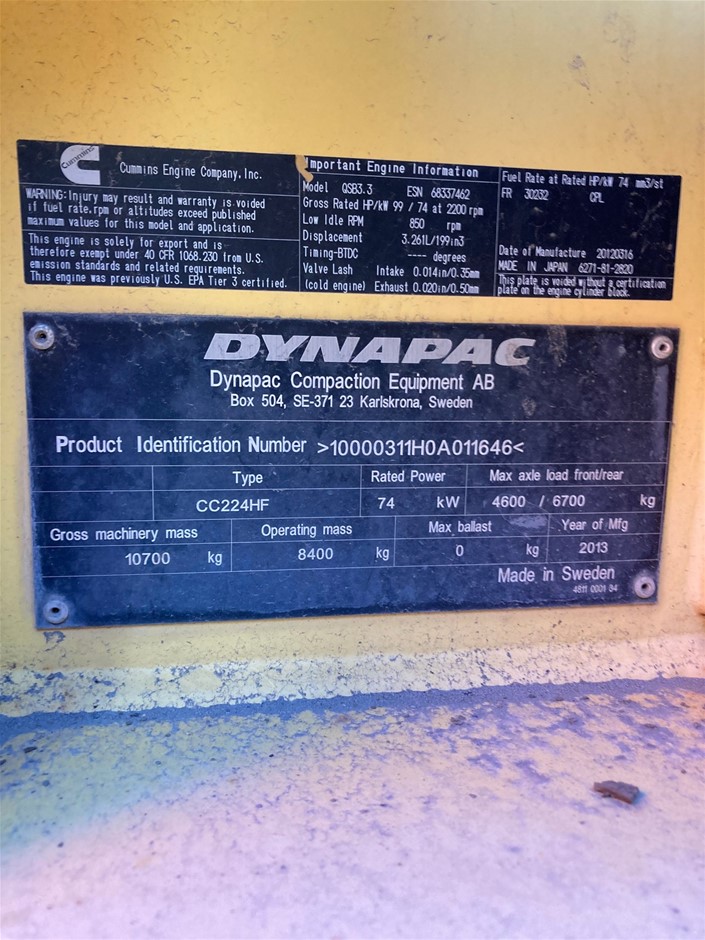 Cummins
Cummins Engine Company, Inc.
WARNING: Injury may result and warranty is voided
if fuel rate.rpm or altitudes exceed published
maximum values for this model and application.
This engine is solely for export and is
therefore exempt under 40 CFR 1068.230 from U.S.
emission standards and related requirements.
This engine was previously U.S. EPA Tier 3 certified.
Important Engine Information
Model QSB3.3 ESN 68337462
Gross Rated HP/kW 99 / 74 at 2200 rpm
Low Idle RPM 850 rpm
Displacement 3.261L/199in3
Timing-BTDC ---- degrees
Valve Lash Intake 0.014in/0.35mm
(cold engine) Exhaust 0.020in/0.50mm
Fuel Rate at Rated HP/kW 74 mm3/st
FR 30232 CPL
Date of Manufacture 20120316
MADE IN JAPAN 6271-81-2820
This plate is voided without a certification
plate on the engine cylinder block.
DYNAPAC
Dynapac Compaction Equipment AB
Box 504, SE-371 23 Karlskrona, Sweden
Product Identification Number >10000311H0A011646<
Type Rated Power Max axle load front/rear
CC224HF 74 kW 4600 / 6700 kg
Gross machinery mass Operating mass Max ballast Year of Mfg
10700 kg 8400 kg 0 kg 2013
Made in Sweden
4811 0001 94